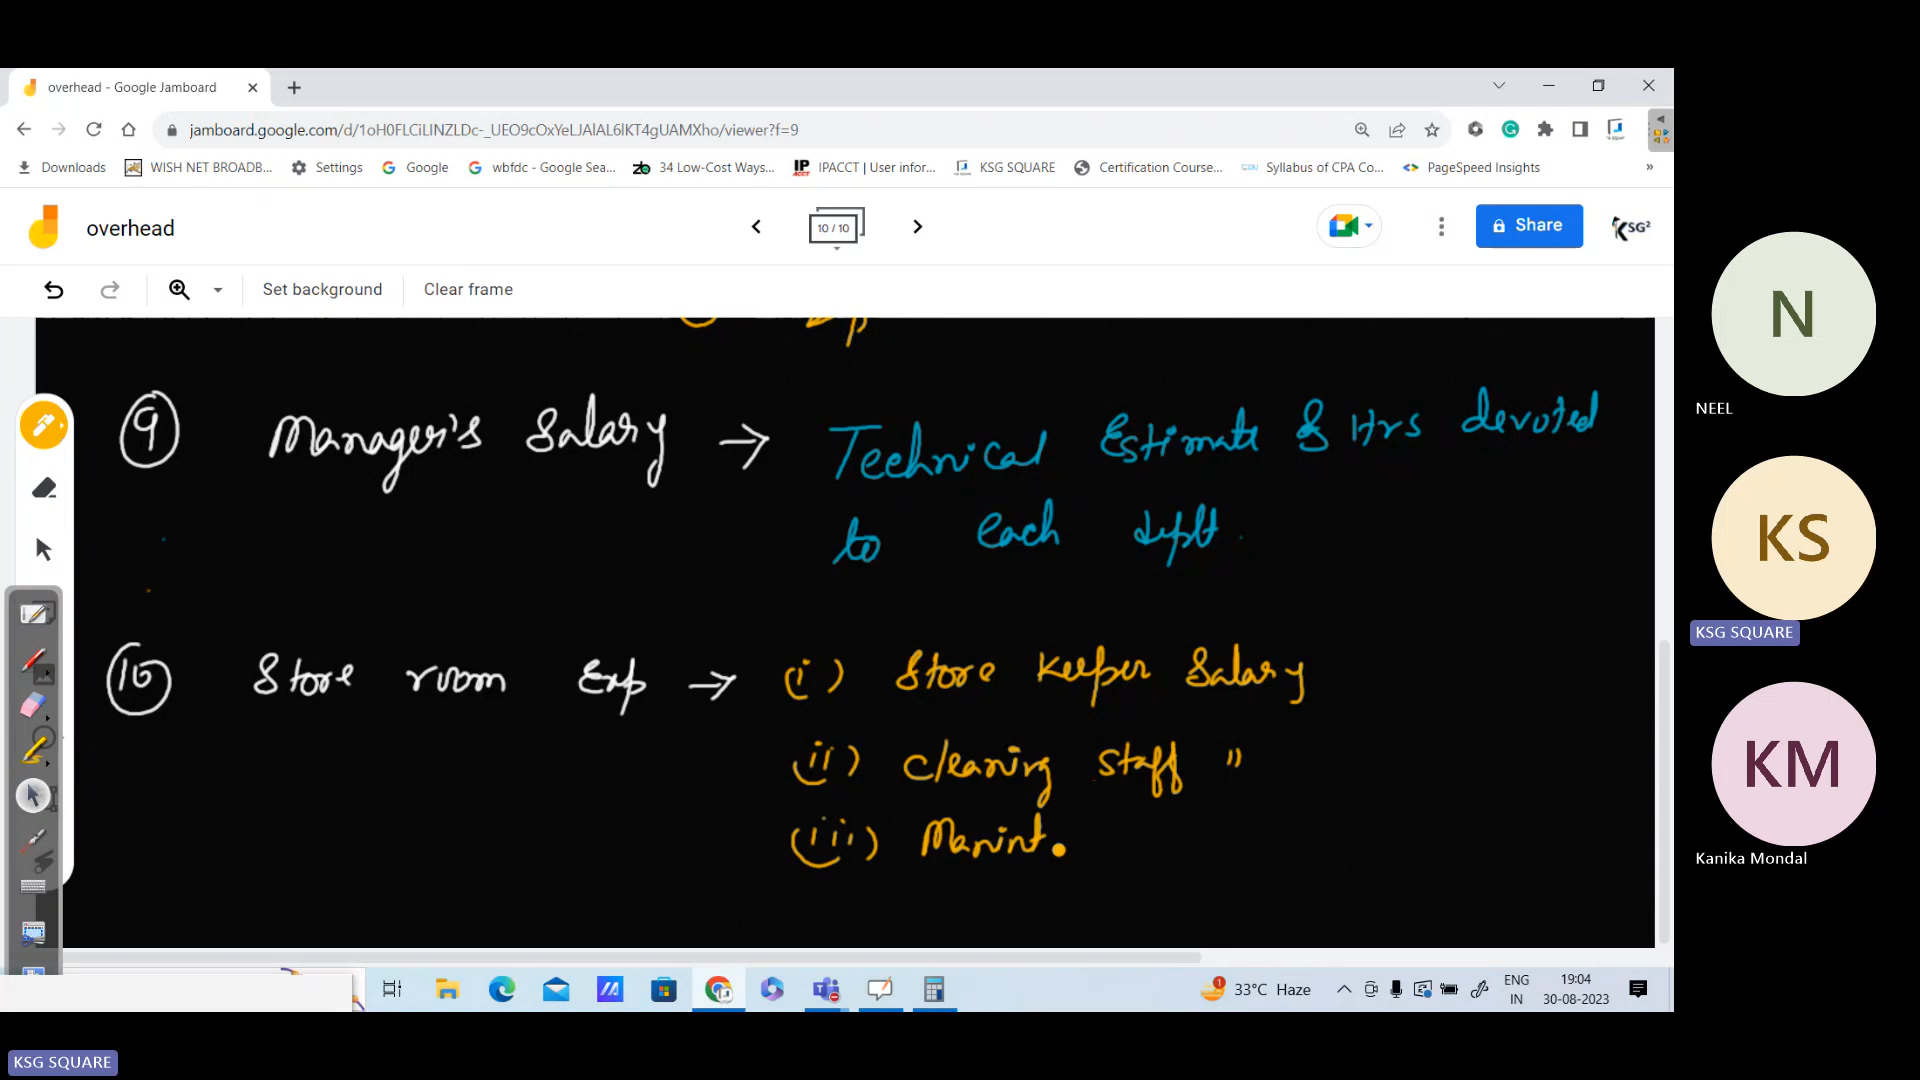 overhead - Google Jamboard
jamboard.google.com/d/1oH0FLCiLINZLDc-_UEO9cOxYeLJAlAL6lKT4gUAMXho/viewer?f=9
Downloads WISH NET BROADB... Settings Google wbfdc - Google Sea... 34 Low-Cost Ways... IPACCT | User infor... KSG SQUARE Certification Course... Syllabus of CPA Co... PageSpeed Insights »
overhead 10 / 10 Share KSG²
Set background Clear frame
9 Manager's Salary → Technical Estimate & Hrs devoted
to each dept.
10 Store room Exp → (i) Store Keeper Salary
(ii) Cleaning Staff "
(iii) Manint.
N
NEEL
KS
KSG SQUARE
KM
Kanika Mondal
1 33°C Haze ENG IN 19:04 30-08-2023
KSG SQUARE